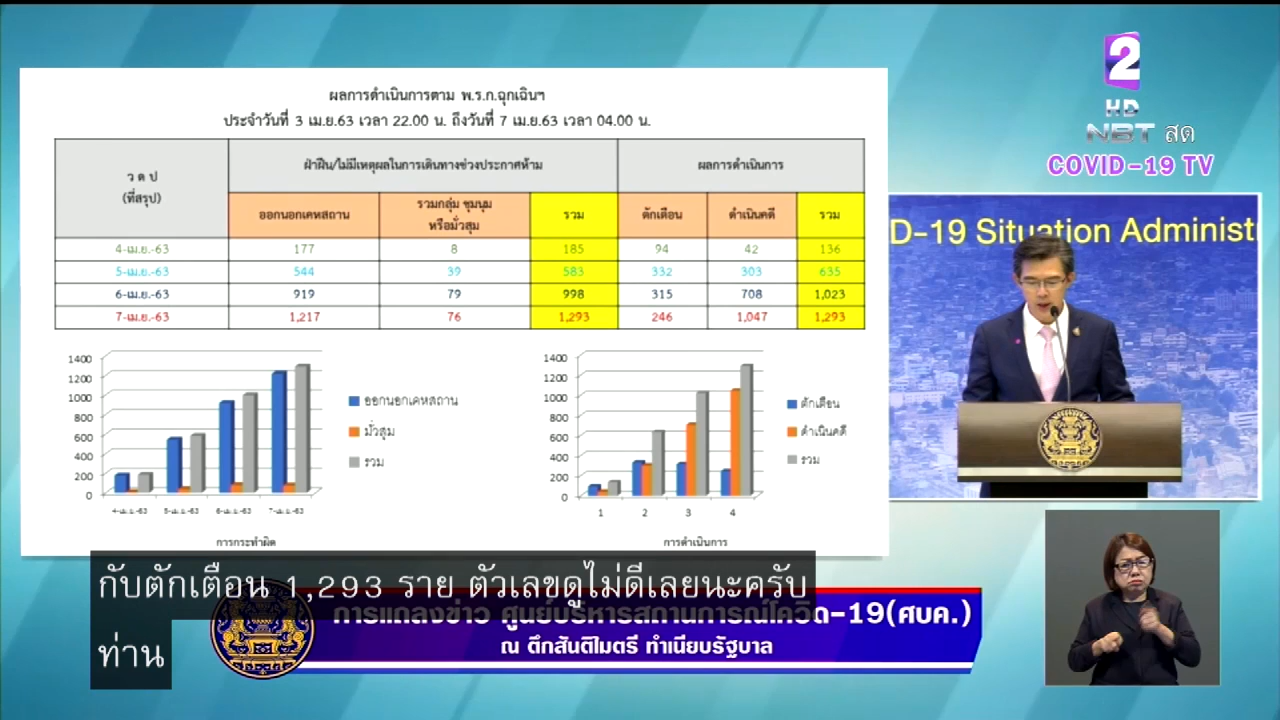 ผลการดำเนินการตาม พ.ร.ก.ฉุกเฉินฯ
ประจำวันที่ 3 เม.ย.63 เวลา 22.00 น. ถึงวันที่ 7 เม.ย.63 เวลา 04.00 น.
ว ด ป
(ที่สรุป)
ฝ่าฝืน/ไม่มีเหตุผลในการเดินทางช่วงประกาศห้าม
ผลการดำเนินการ
ออกนอกเคหสถาน
รวมกลุ่ม ชุมนุม
หรือมั่วสุม
รวม
ตักเตือน
ดำเนินคดี
รวม
4-เม.ย.-63 177 8 185 94 42 136
5-เม.ย.-63 544 39 583 332 303 635
6-เม.ย.-63 919 79 998 315 708 1,023
7-เม.ย.-63 1,217 76 1,293 246 1,047 1,293
1400
1200
1000
800
600
400
200
0
4-เม.ย.-63 5-เม.ย.-63 6-เม.ย.-63 7-เม.ย.-63
การกระทำผิด
ออกนอกเคหสถาน
มั่วสุม
รวม
1400
1200
1000
800
600
400
200
0
1 2 3 4
การดำเนินการ
ตักเตือน
ดำเนินคดี
รวม
2
HD
NBT สด
COVID-19 TV
D-19 Situation Administ
กับตักเตือน 1,293 ราย ตัวเลขดูไม่ดีเลยนะครับ
ท่าน
การแถลงข่าว ศูนย์บริหารสถานการณ์โควิด-19(ศบค.)
ณ ตึกสันติไมตรี ทำเนียบรัฐบาล